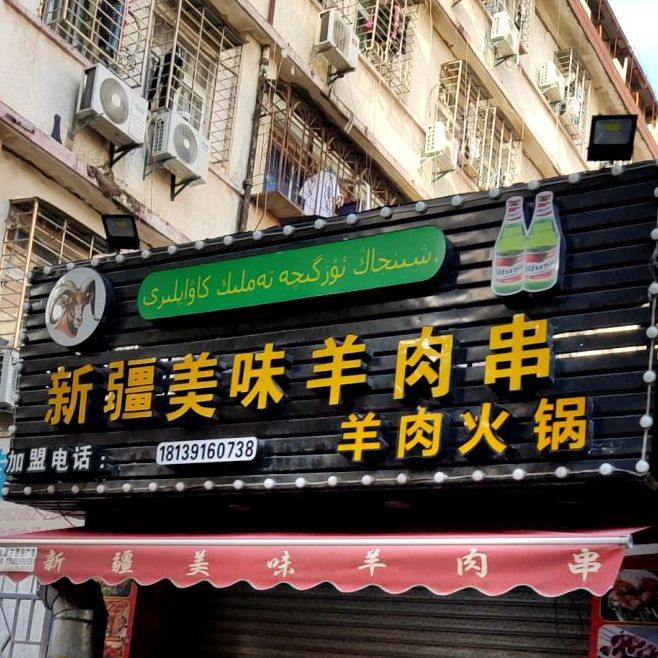 شىنجاڭ ئۆزگىچە تەملىك كاۋاپلىرى
新疆美味羊肉串
羊肉火锅
加盟电话：
18139160738
新疆美味羊肉串